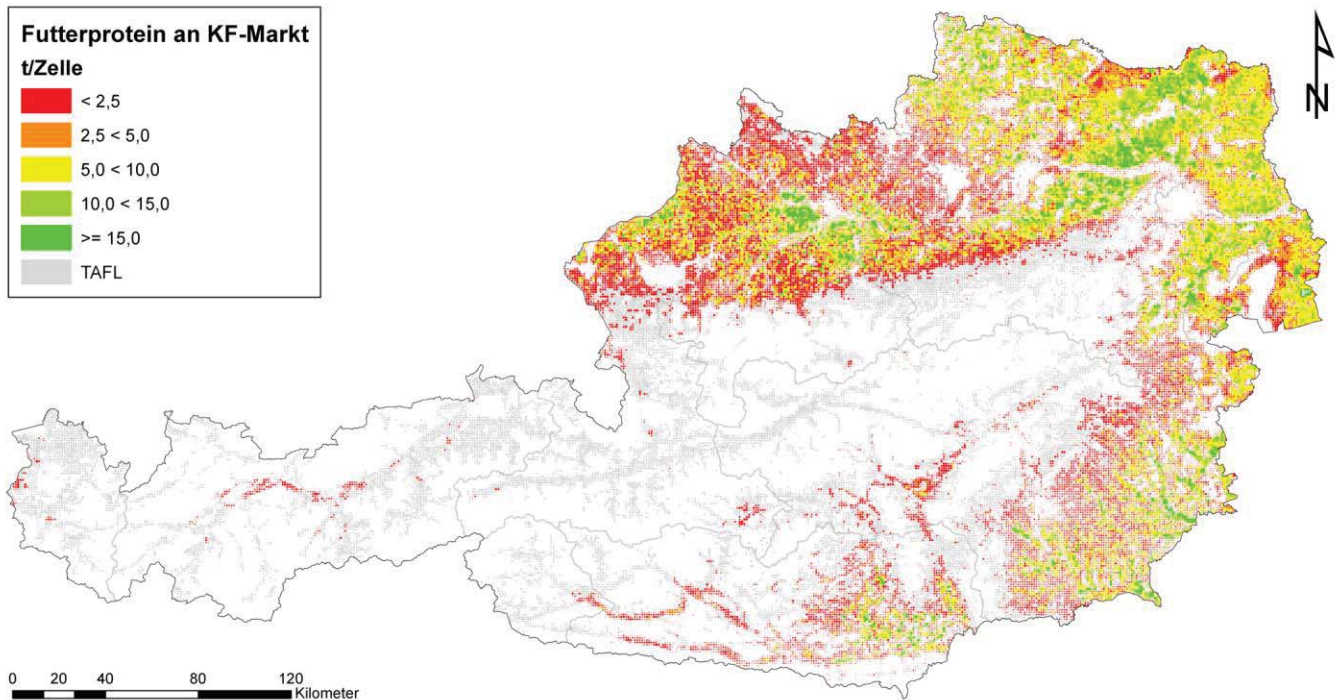 Futterprotein an KF-Markt
t/Zelle
< 2,5
2,5 < 5,0
5,0 < 10,0
10,0 < 15,0
>= 15,0
TAFL
N
0 20 40 80 120
Kilometer